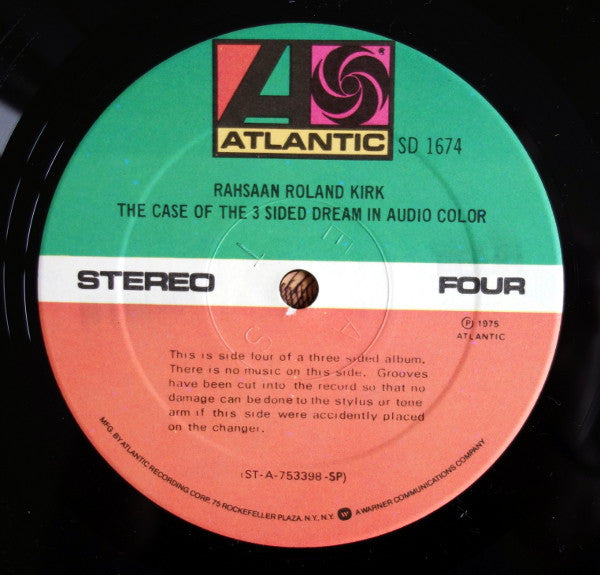 ATLANTIC
SD 1674
RAHSAAN ROLAND KIRK
THE CASE OF THE 3 SIDED DREAM IN AUDIO COLOR
STEREO
FOUR
Ⓟ 1975
ATLANTIC
This is side four of a three sided album.
There is no music on this side. Grooves
have been cut into the record so that no
damage can be done to the stylus or tone
arm if this side were accidently placed
on the changer.
(ST-A-753398-SP)
MFG. BY ATLANTIC RECORDING CORP. 75 ROCKEFELLER PLAZA, N.Y., N.Y. W A WARNER COMMUNICATIONS COMPANY